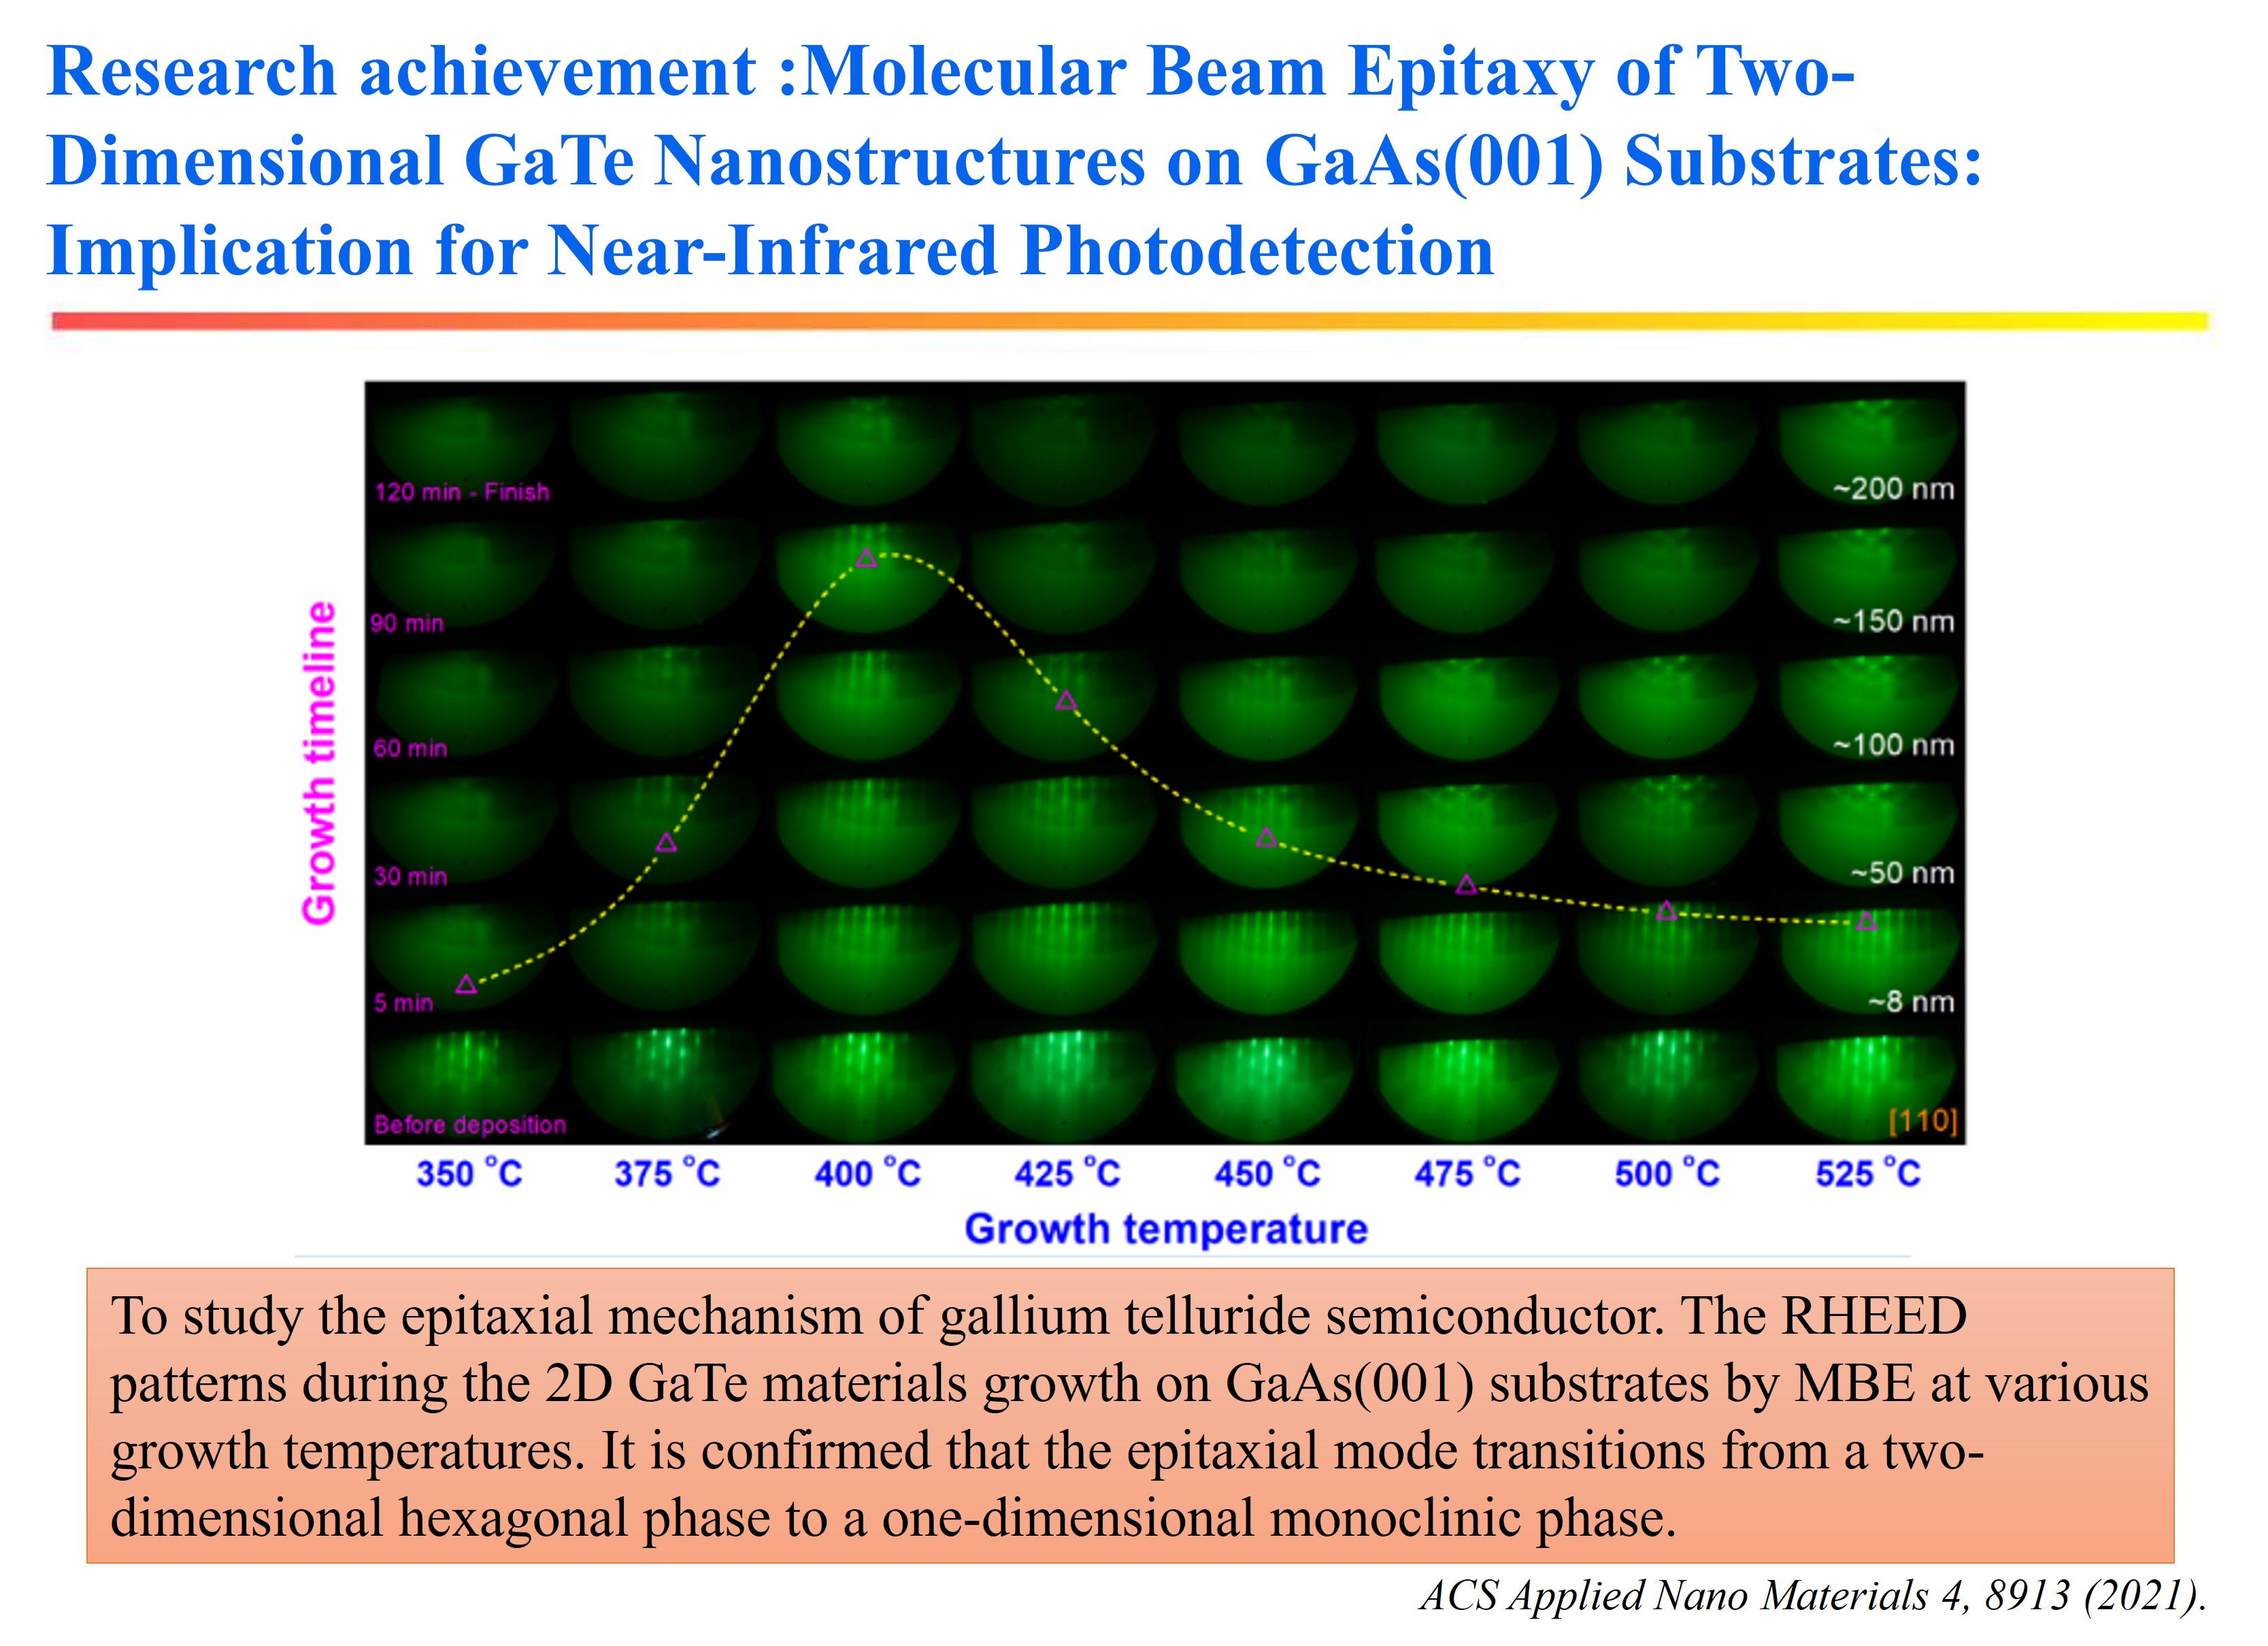 Research achievement :Molecular Beam Epitaxy of Two-
Dimensional GaTe Nanostructures on GaAs(001) Substrates:
Implication for Near-Infrared Photodetection
Growth timeline
120 min - Finish
~200 nm
90 min
~150 nm
60 min
~100 nm
30 min
~50 nm
5 min
~8 nm
Before deposition
[110]
350 °C 375 °C 400 °C 425 °C 450 °C 475 °C 500 °C 525 °C
Growth temperature
To study the epitaxial mechanism of gallium telluride semiconductor. The RHEED
patterns during the 2D GaTe materials growth on GaAs(001) substrates by MBE at various
growth temperatures. It is confirmed that the epitaxial mode transitions from a two-
dimensional hexagonal phase to a one-dimensional monoclinic phase.
ACS Applied Nano Materials 4, 8913 (2021).